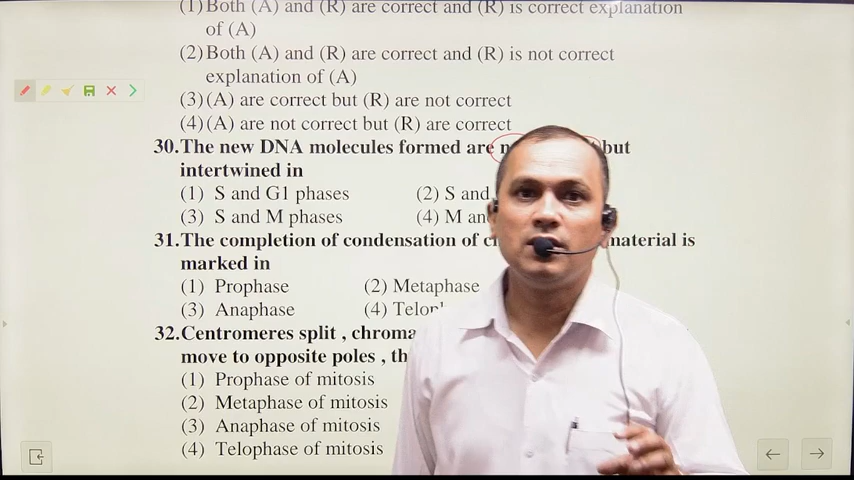 (1) Both (A) and (R) are correct and (R) is correct explanation
of (A)
(2) Both (A) and (R) are correct and (R) is not correct
explanation of (A)
(3) (A) are correct but (R) are not correct
(4) (A) are not correct but (R) are correct
30. The new DNA molecules formed are but
intertwined in
(1) S and G1 phases (2) S and
(3) S and M phases (4) M
31. The completion of condensation of material is
marked in
(1) Prophase (2) Metaphase
(3) Anaphase (4)
32. Centromeres split ,
move to opposite poles ,
(1) Prophase of mitosis
(2) Metaphase of mitosis
(3) Anaphase of mitosis
(4) Telophase of mitosis